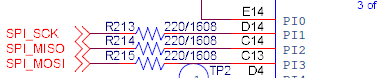 3 of
E14 PI0
SPI_SCK R213 220/1608 D14 PI1
SPI_MISO R214 220/1608 C14 PI2
SPI_MOSI R215 220/1608 C13 PI3
TP2 D4